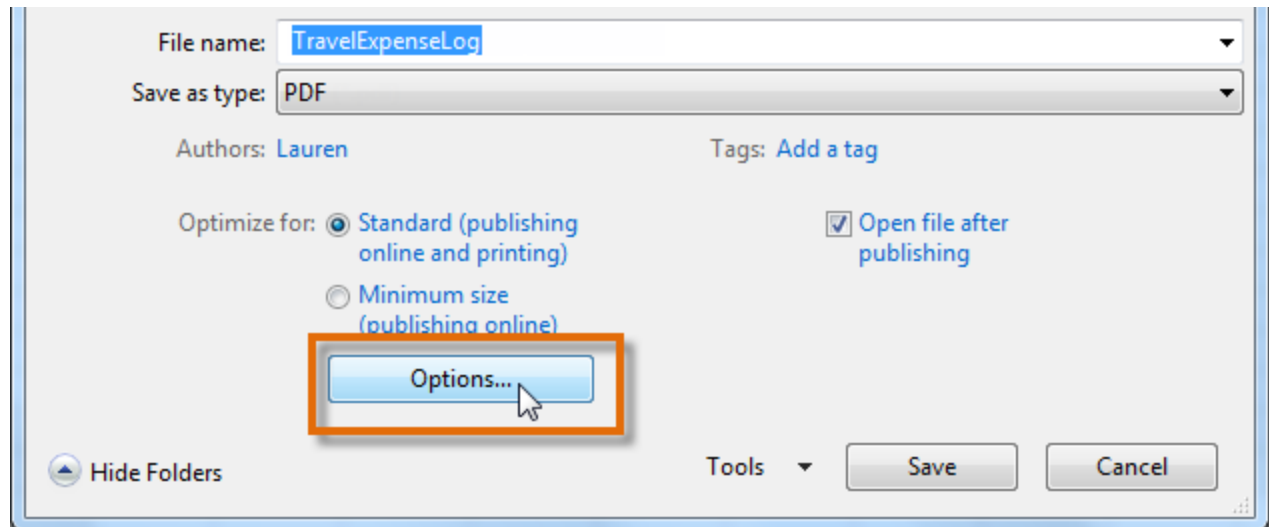 File name: TravelExpenseLog
Save as type: PDF
Authors: Lauren Tags: Add a tag
Optimize for: Standard (publishing Open file after
online and printing) publishing
Minimum size
(publishing online)
Options...
Hide Folders Tools Save Cancel